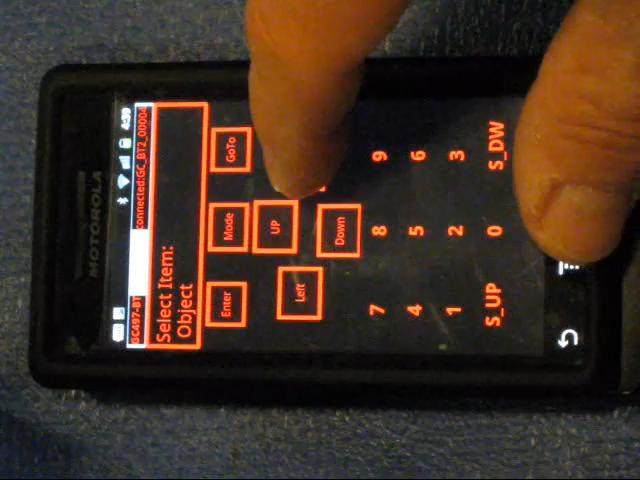 MOTOROLA
4:39
GC497-BT connected:GC_BT2_00004
Select Item:
Object
Enter Mode GoTo
UP
Left
Down
7 8 9
4 5 6
1 2 3
S_UP 0 S_DW